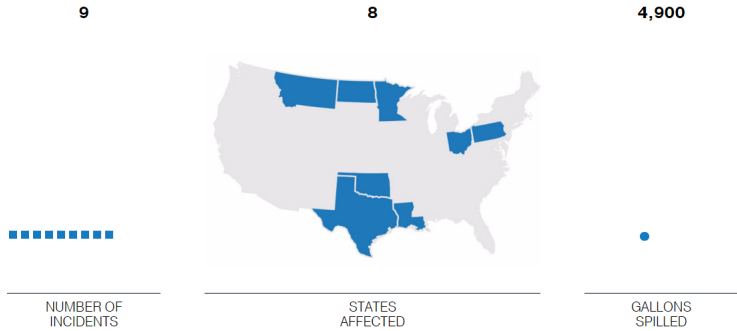 9
8
4,900
NUMBER OF
INCIDENTS
STATES
AFFECTED
GALLONS
SPILLED